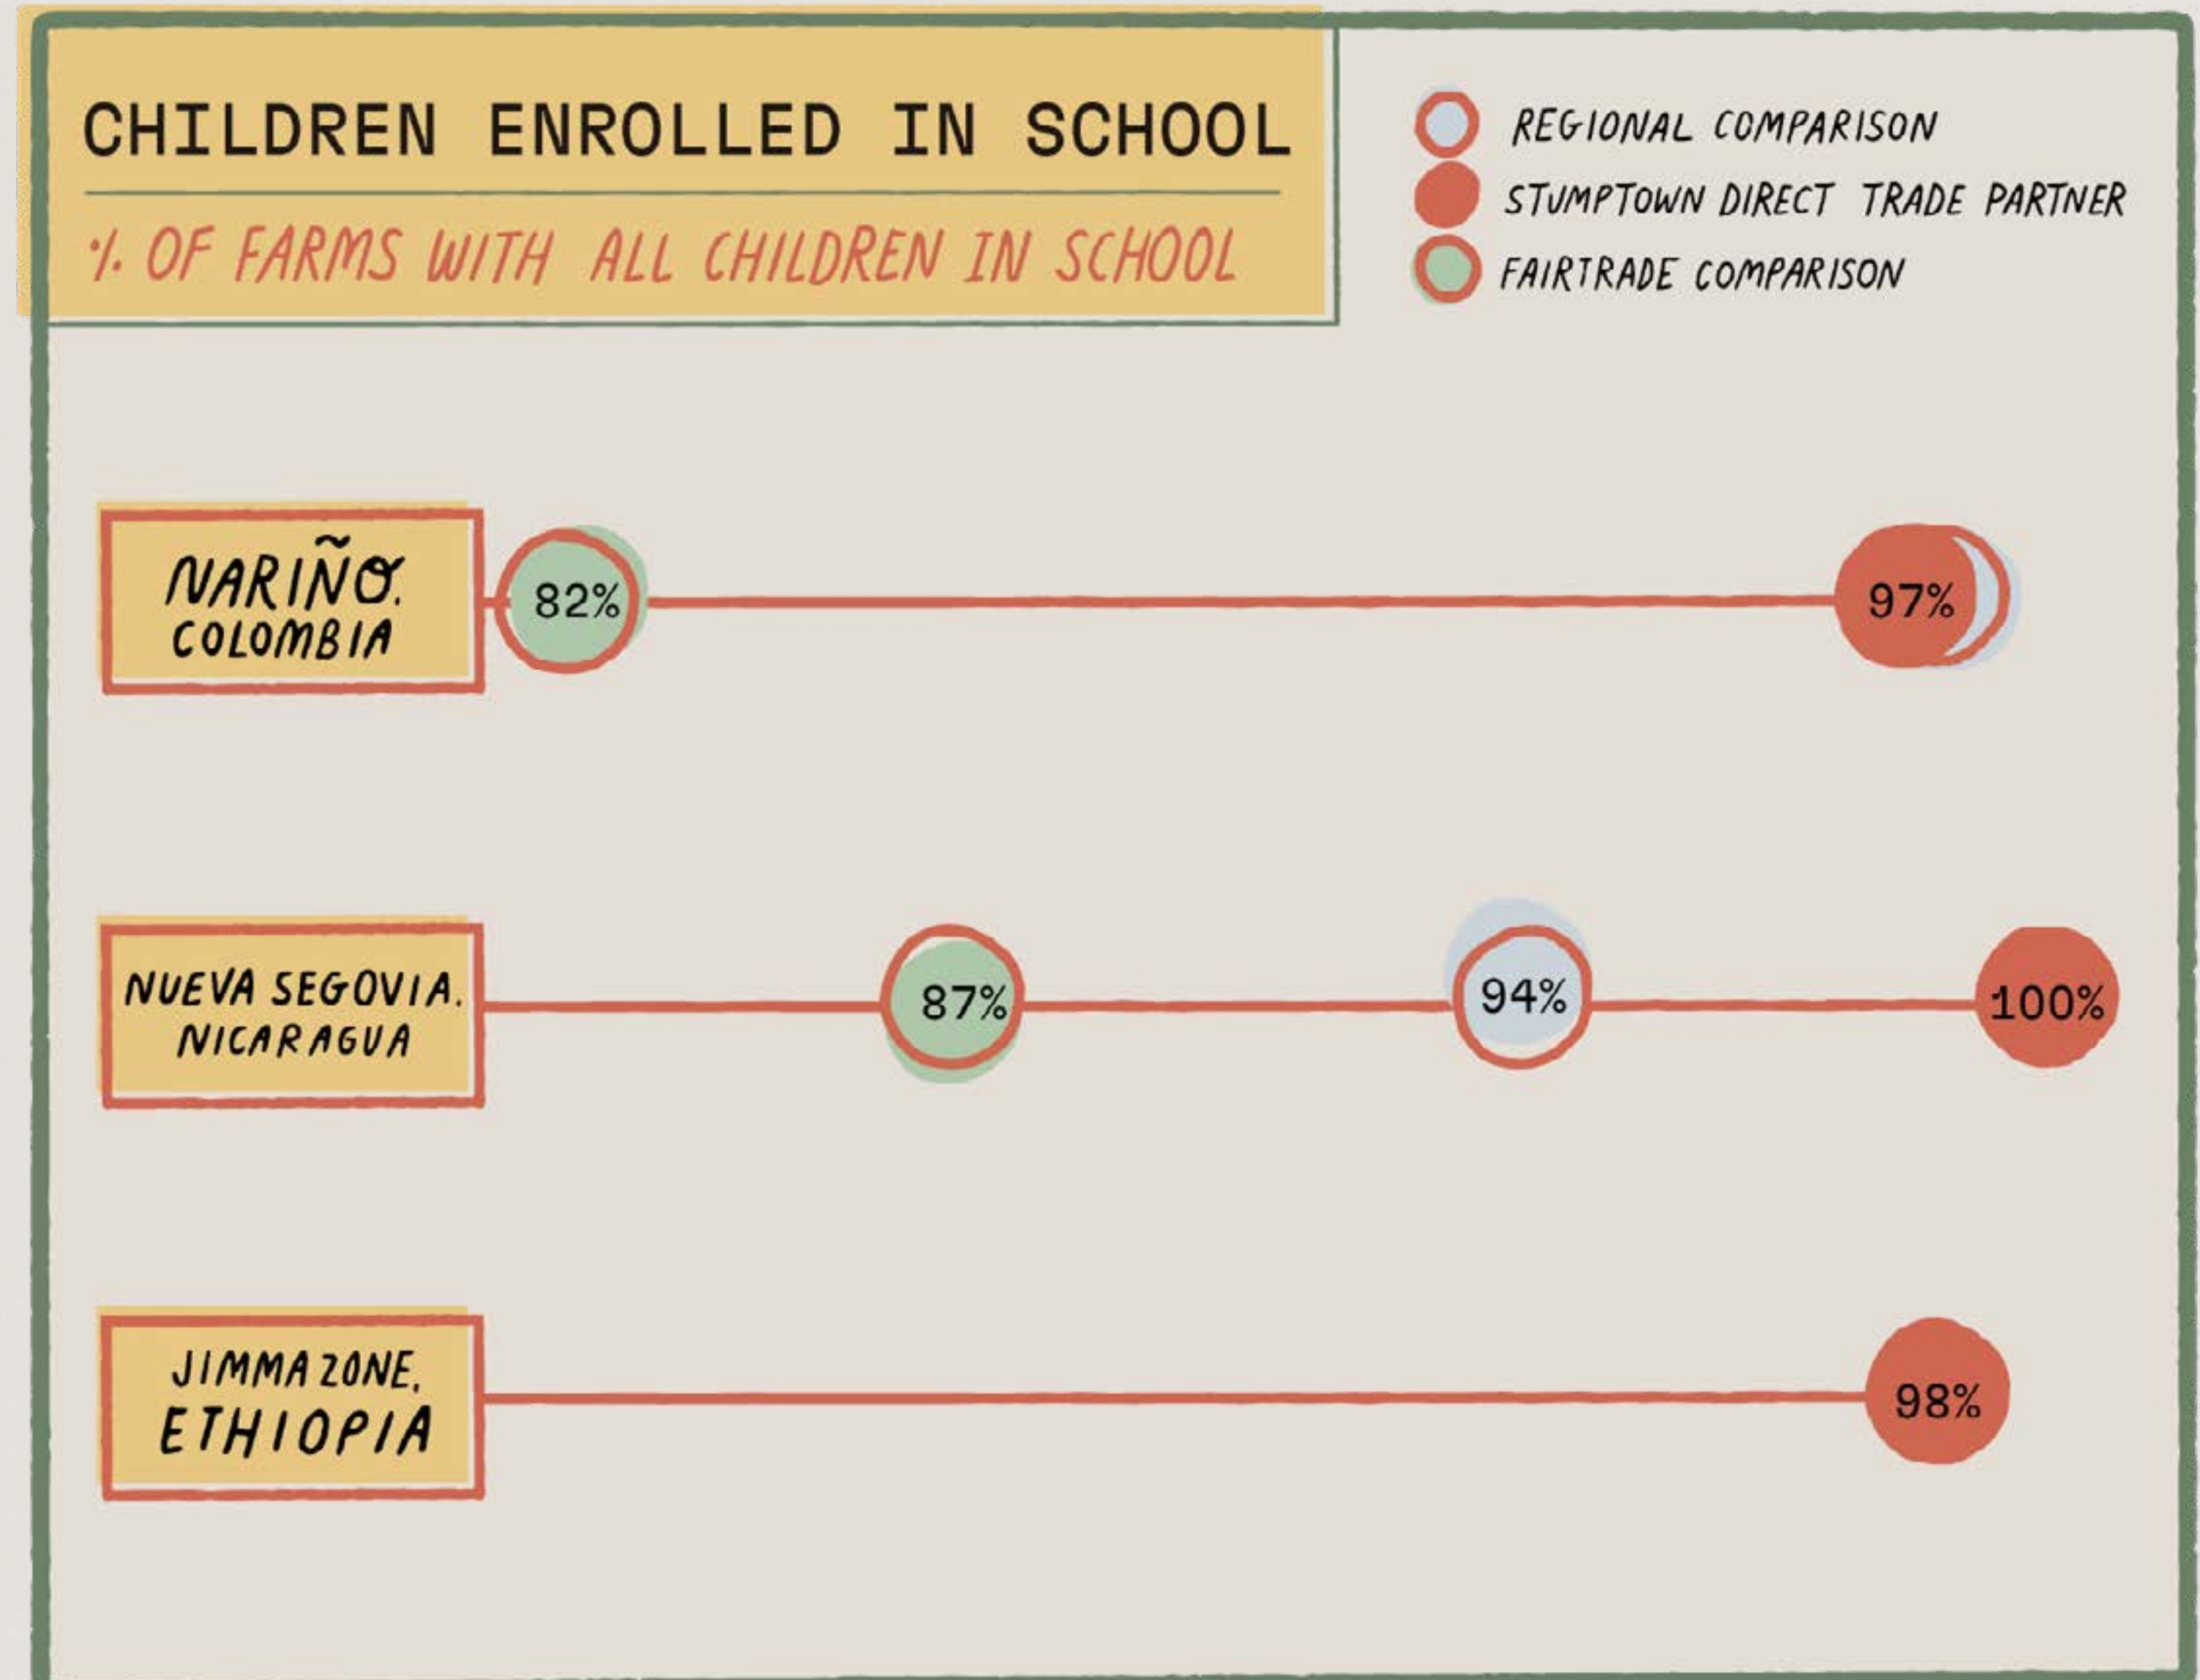 CHILDREN ENROLLED IN SCHOOL
% OF FARMS WITH ALL CHILDREN IN SCHOOL
REGIONAL COMPARISON
STUMPTOWN DIRECT TRADE PARTNER
FAIRTRADE COMPARISON
NARIÑO.
COLOMBIA
82%
97%
NUEVA SEGOVIA.
NICARAGUA
87%
94%
100%
JIMMA ZONE,
ETHIOPIA
98%